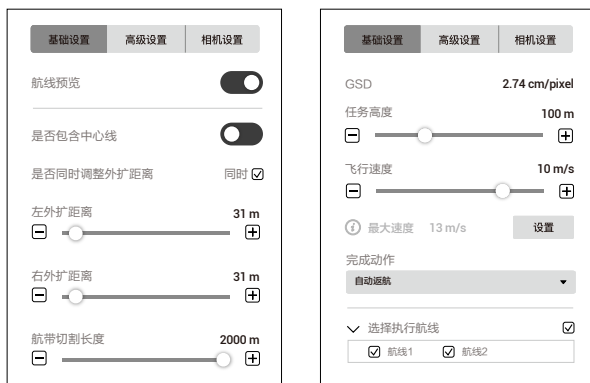 基础设置 高级设置 相机设置
航线预览
是否包含中心线
是否同时调整外扩距离 同时
左外扩距离 31 m
右外扩距离 31 m
航带切割长度 2000 m
基础设置 高级设置 相机设置
GSD 2.74 cm/pixel
任务高度 100 m
飞行速度 10 m/s
最大速度 13 m/s 设置
完成动作
自动返航
选择执行航线
航线1 航线2